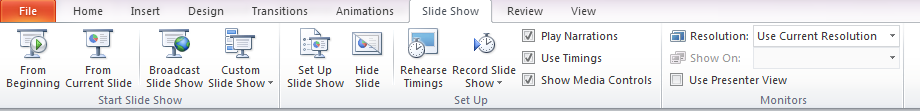 File Home Insert Design Transitions Animations Slide Show Review View
From Beginning
From Current Slide
Broadcast Slide Show
Custom Slide Show
Start Slide Show
Set Up Slide Show
Hide Slide
Rehearse Timings
Record Slide Show
Play Narrations
Use Timings
Show Media Controls
Set Up
Resolution: Use Current Resolution
Show On:
Use Presenter View
Monitors